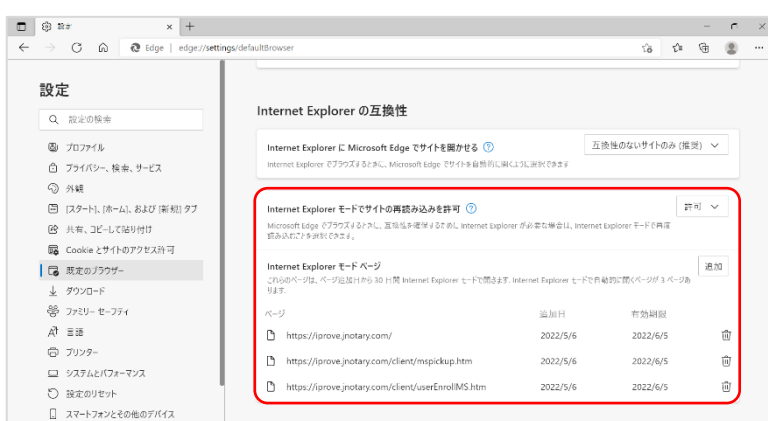 設定
Edge | edge://settings/defaultBrowser
設定
設定の検索
プロファイル
プライバシー、検索、サービス
外観
[スタート]、[ホーム]、および [新規] タブ
共有、コピーして貼り付け
Cookie とサイトのアクセス許可
既定のブラウザー
ダウンロード
ファミリー セーフティ
言語
プリンター
システムとパフォーマンス
設定のリセット
スマートフォンとその他のデバイス
Internet Explorer の互換性
Internet Explorer に Microsoft Edge でサイトを開かせる
互換性のないサイトのみ (推奨)
Internet Explorer でブラウズするときに、Microsoft Edge でサイトを自動的に開くように選択できます
Internet Explorer モードでサイトの再読み込みを許可
許可
Microsoft Edge でブラウズするときに、互換性を確保するために Internet Explorer が必要な場合は、Internet Explorer モードで再度
読み込むことを選択できます。
Internet Explorer モード ページ
追加
これらのページは、ページ追加日から 30 日間 Internet Explorer モードで開きます。Internet Explorer モードで自動的に開くページが 3 ページあ
ります。
ページ 追加日 有効期限
https://iprove.jnotary.com/ 2022/5/6 2022/6/5
https://iprove.jnotary.com/client/mspickup.htm 2022/5/6 2022/6/5
https://iprove.jnotary.com/client/userEnrollMS.htm 2022/5/6 2022/6/5